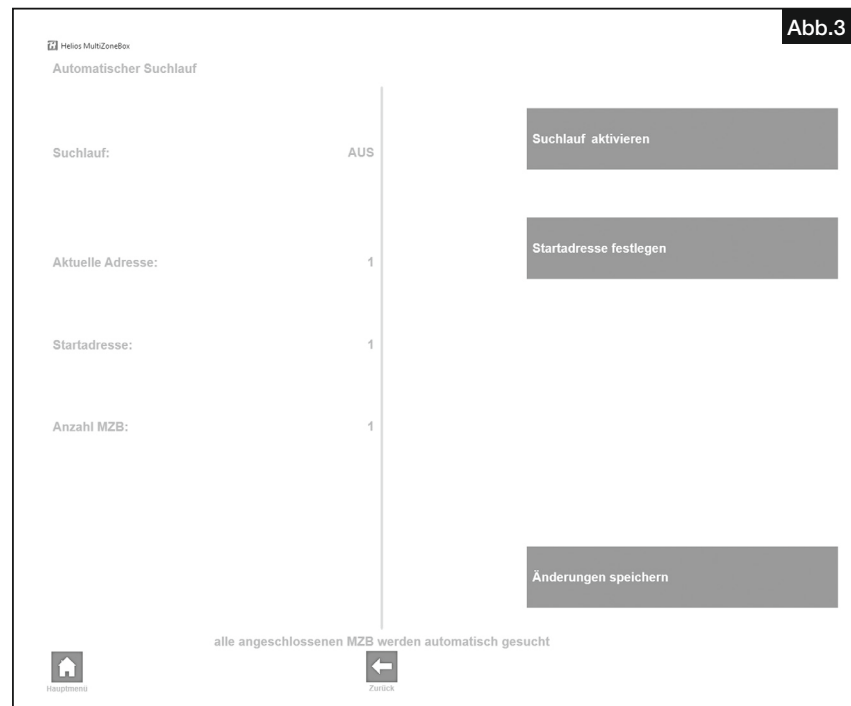 Abb.3
Helios MultiZoneBox
Automatischer Suchlauf
Suchlauf: AUS
Suchlauf aktivieren
Startadresse festlegen
Aktuelle Adresse: 1
Startadresse: 1
Anzahl MZB: 1
Änderungen speichern
alle angeschlossenen MZB werden automatisch gesucht
Hauptmenü
Zurück